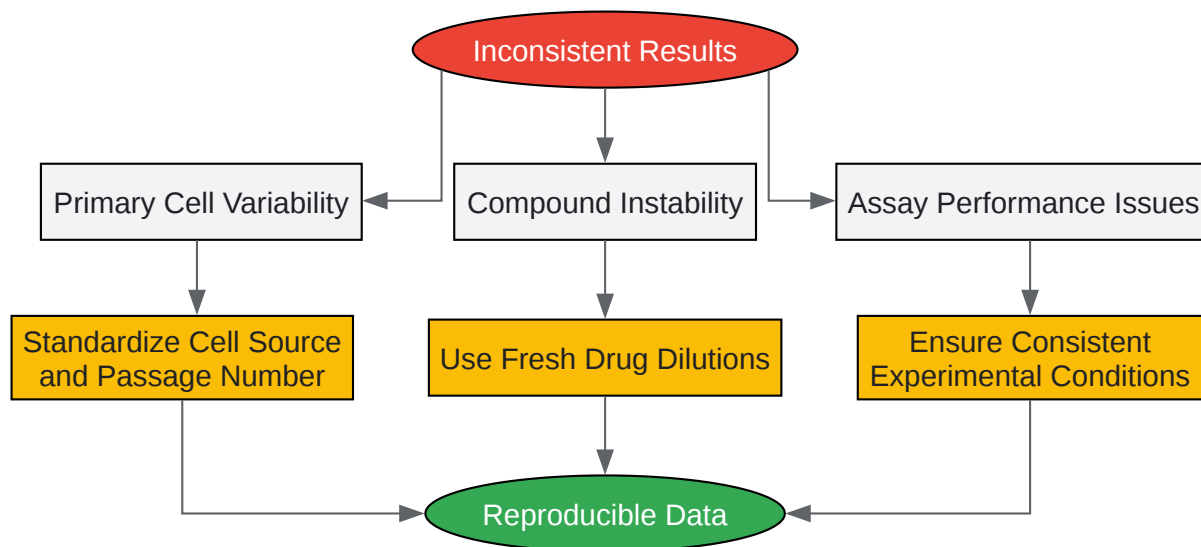 Inconsistent Results
Primary Cell Variability
Compound Instability
Assay Performance Issues
Standardize Cell Source
and Passage Number
Use Fresh Drug Dilutions
Ensure Consistent
Experimental Conditions
Reproducible Data